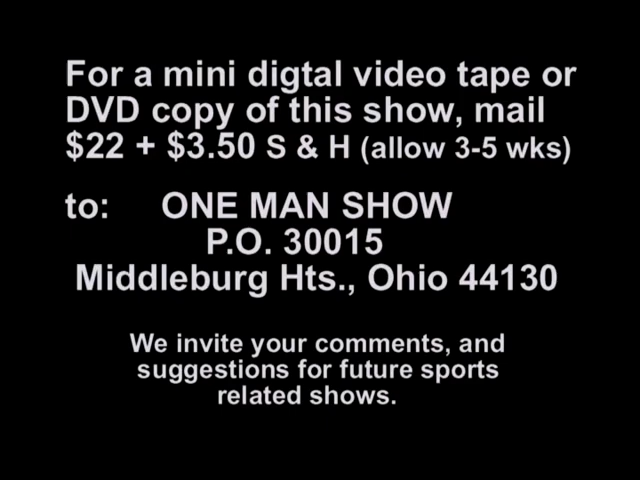 For a mini digtal video tape or
DVD copy of this show, mail
$22 + $3.50 S & H (allow 3-5 wks)
to: ONE MAN SHOW
P.O. 30015
Middleburg Hts., Ohio 44130
We invite your comments, and
suggestions for future sports
related shows.